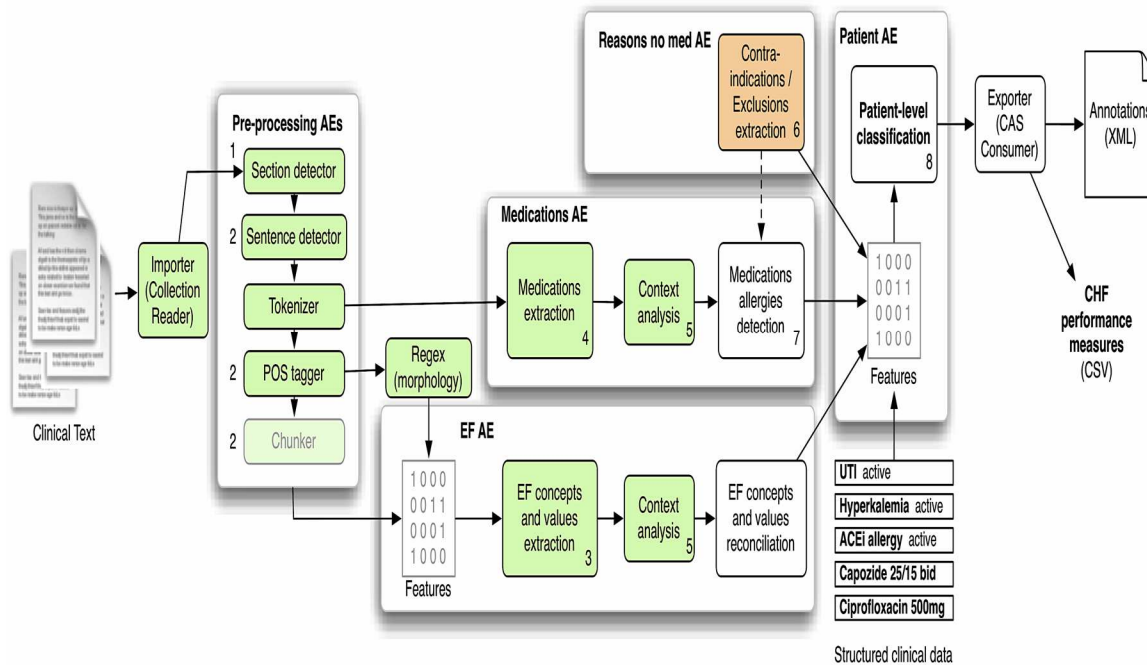 Clinical Text
Importer
(Collection
Reader)
Pre-processing AEs
1
Section detector
2
Sentence detector
Tokenizer
2
POS tagger
2
Chunker
Regex
(morphology)
Reasons no med AE
Contra-
indications /
Exclusions
extraction
6
Medications AE
Medications
extraction
4
Context
analysis
5
Medications
allergies
detection
7
EF AE
1000
0011
0001
1000
Features
EF concepts
and values
extraction
3
Context
analysis
5
EF concepts
and values
reconciliation
Patient AE
Patient-level
classification
8
1000
0011
0001
1000
Features
UTI active
Hyperkalemia active
ACEi allergy active
Capozide 25/15 bid
Ciprofloxacin 500mg
Structured clinical data
Exporter
(CAS
Consumer)
Annotations
(XML)
CHF
performance
measures
(CSV)